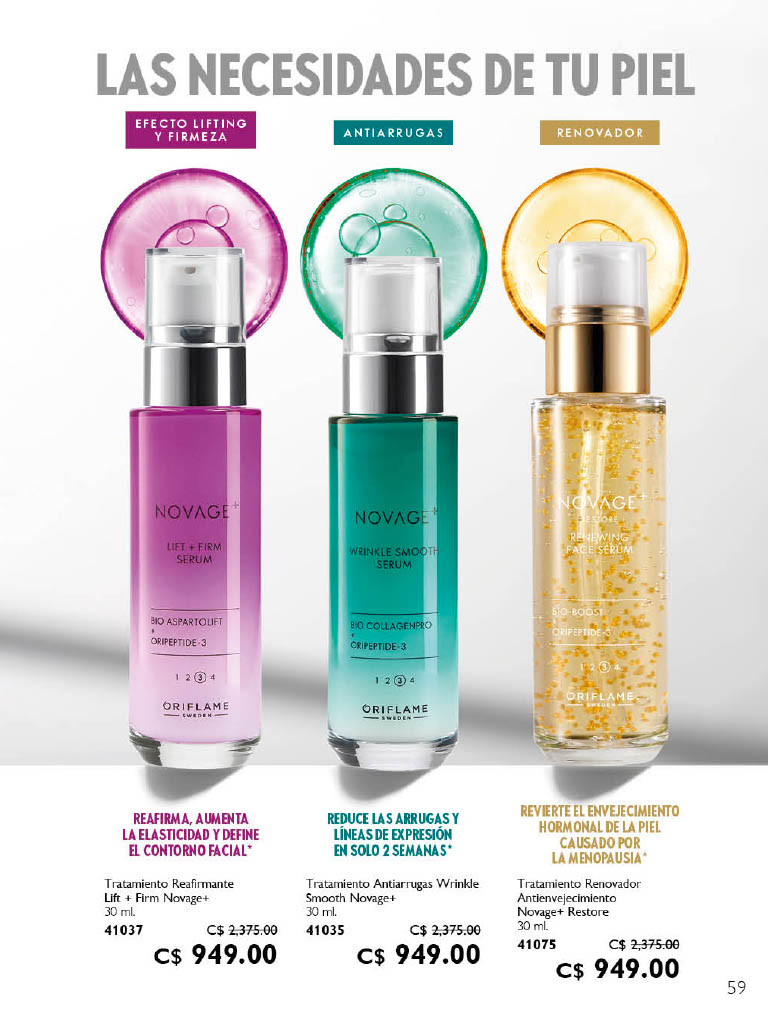 LAS NECESIDADES DE TU PIEL
EFECTO LIFTING
Y FIRMEZA
ANTIARRUGAS
RENOVADOR
NOVAGE+
LIFT + FIRM
SERUM
BIO ASPARTOLIFT
+
ORIPEPTIDE-3
1 2 3 4
ORIFLAME
SWEDEN
NOVAGE+
WRINKLE SMOOTH
SERUM
BIO COLLAGENPRO
+
ORIPEPTIDE-3
1 2 3 4
ORIFLAME
SWEDEN
NOVAGE+
RESTORE
RENEWING
FACE SERUM
BIO-BOOST
ORIPEPTIDE-3
1 2 3 4
ORIFLAME
SWEDEN
REAFIRMA, AUMENTA
LA ELASTICIDAD Y DEFINE
EL CONTORNO FACIAL*
Tratamiento Reafirmante
Lift + Firm Novage+
30 ml.
41037 C$ 2,375.00
C$ 949.00
REDUCE LAS ARRUGAS Y
LÍNEAS DE EXPRESIÓN
EN SOLO 2 SEMANAS*
Tratamiento Antiarrugas Wrinkle
Smooth Novage+
30 ml.
41035 C$ 2,375.00
C$ 949.00
REVIERTE EL ENVEJECIMIENTO
HORMONAL DE LA PIEL
CAUSADO POR
LA MENOPAUSIA*
Tratamiento Renovador
Antienvejecimiento
Novage+ Restore
30 ml.
41075 C$ 2,375.00
C$ 949.00
59